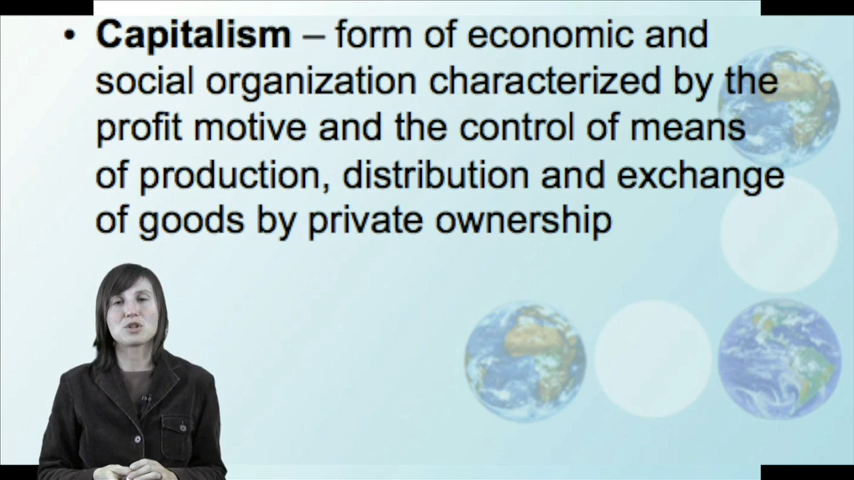 • Capitalism – form of economic and
social organization characterized by the
profit motive and the control of means
of production, distribution and exchange
of goods by private ownership